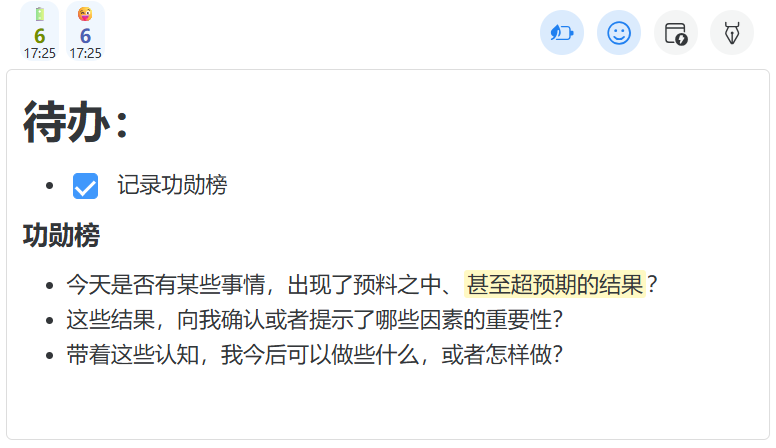 6 6
17:25 17:25
待办：
记录功勋榜
功勋榜
今天是否有某些事情，出现了预料之中、甚至超预期的结果？
这些结果，向我确认或者提示了哪些因素的重要性？
带着这些认知，我今后可以做些什么，或者怎样做？